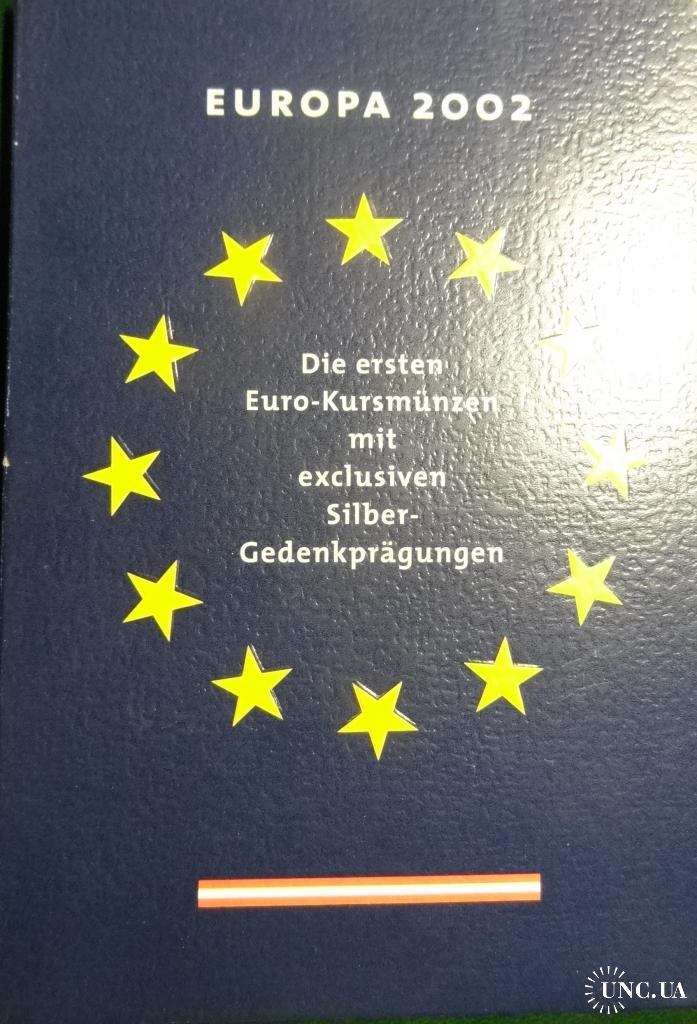 EUROPA 2002
Die ersten
Euro-Kursmünzen
mit
exclusiven
Silber-
Gedenkprägungen
UNC.UA